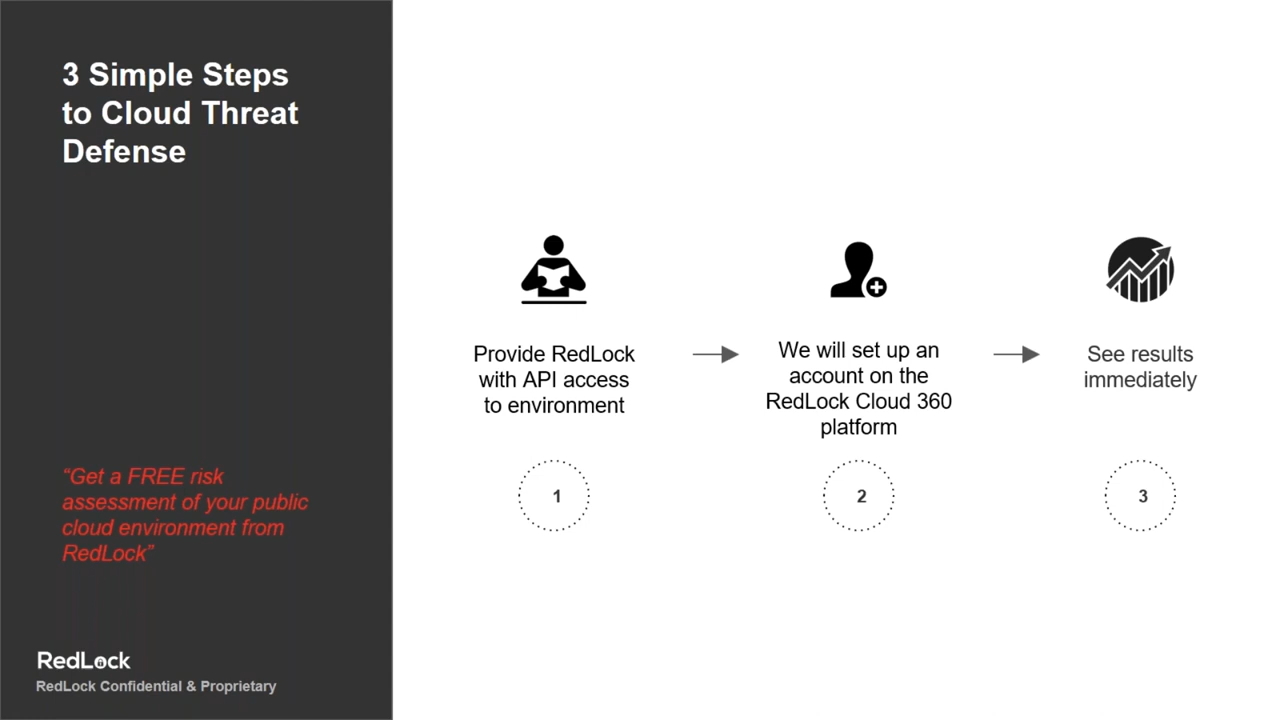 3 Simple Steps
to Cloud Threat
Defense
“Get a FREE risk
assessment of your public
cloud environment from
RedLock”
RedLock
RedLock Confidential & Proprietary
Provide RedLock
with API access
to environment
1
We will set up an
account on the
RedLock Cloud 360
platform
2
See results
immediately
3